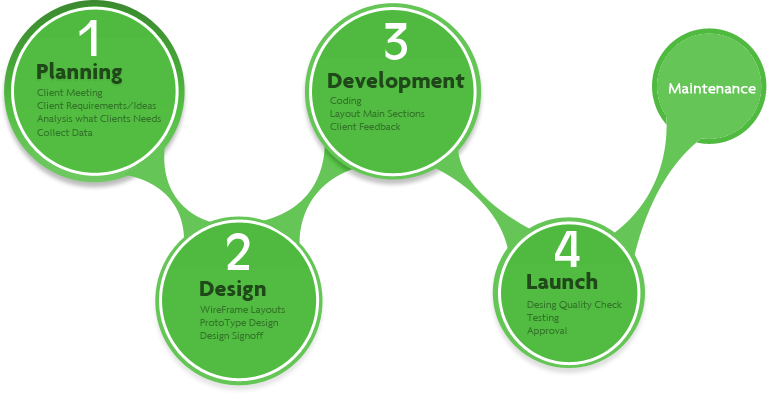 1
Planning
Client Meeting
Client Requirements/Ideas
Analysis what Clients Needs
Collect Data
2
Design
WireFrame Layouts
ProtoType Design
Design Signoff
3
Development
Coding
Layout Main Sections
Client Feedback
4
Launch
Desing Quality Check
Testing
Approval
Maintenance